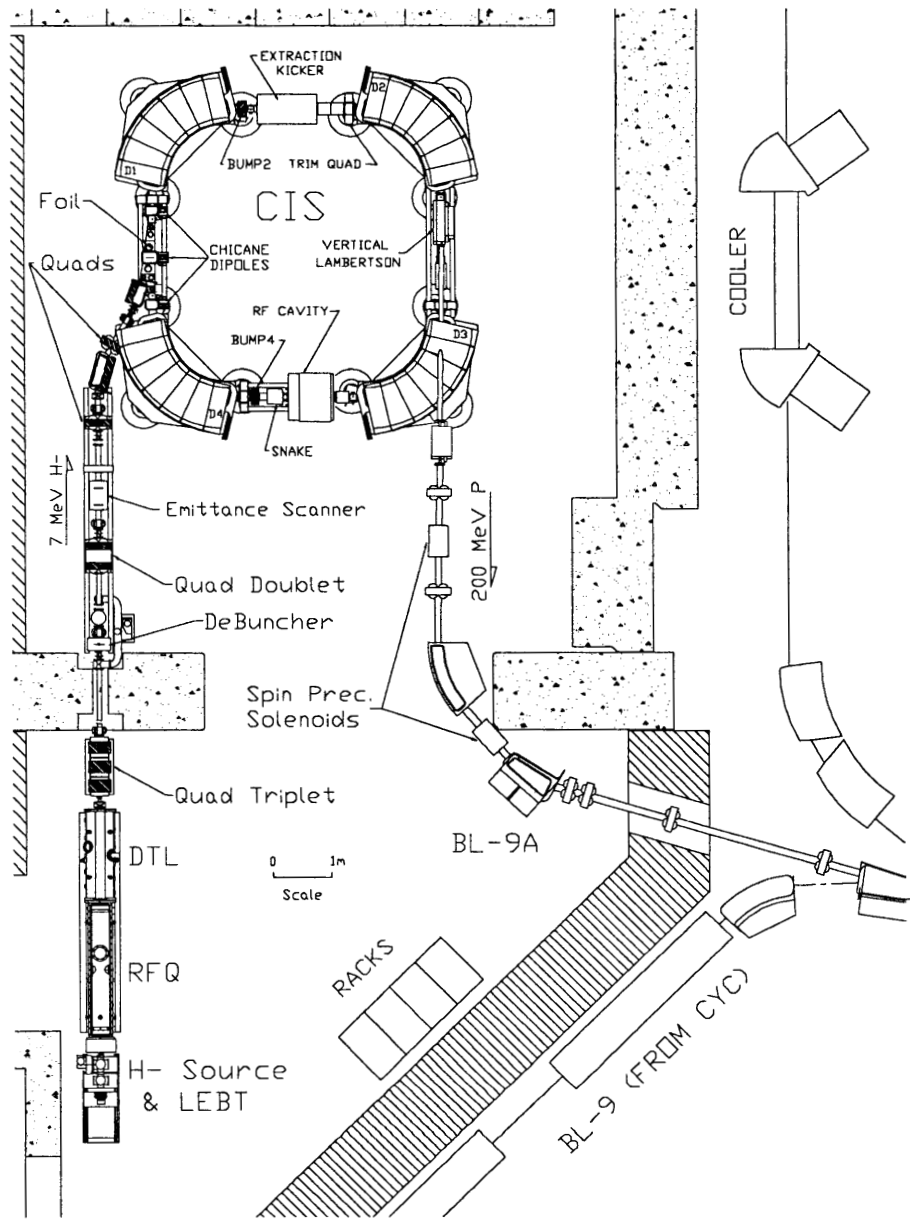 EXTRACTION
KICKER
D2
D1
BUMP2
TRIM QUAD
CIS
Foil
Quads
CHICANE
DIPOLES
VERTICAL
LAMBERTSON
COOLER
RF CAVITY
BUMP4
D3
D4
SNAKE
7 MeV H-
Emittance Scanner
200 MeV P
Quad Doublet
DeBuncher
Spin Prec.
Solenoids
Quad Triplet
BL-9A
DTL
0 1m
Scale
RACKS
RFQ
BL-9 (FROM CYC)
H- Source
& LEBT